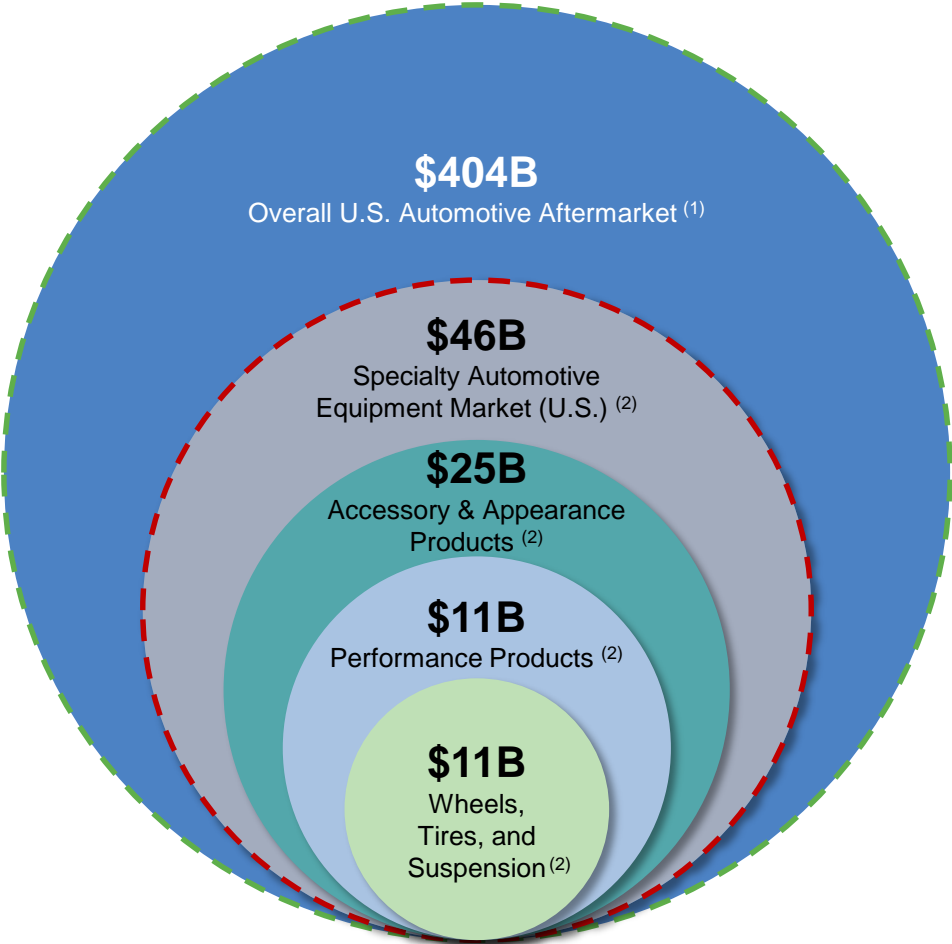 $404B
Overall U.S. Automotive Aftermarket (1)
$46B
Specialty Automotive
Equipment Market (U.S.) (2)
$25B
Accessory & Appearance
Products (2)
$11B
Performance Products (2)
$11B
Wheels,
Tires, and
Suspension(2)